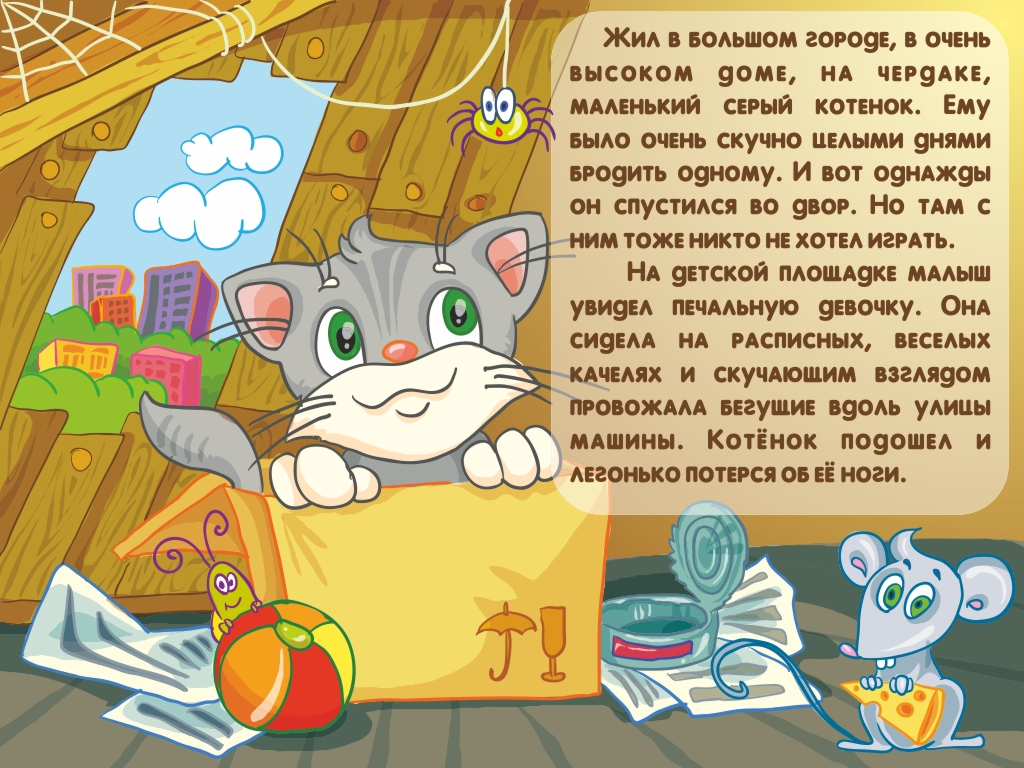 Жил в большом городе, в очень
высоком доме, на чердаке,
маленький серый котенок. Ему
было очень скучно целыми днями
бродить одному. И вот однажды
он спустился во двор. Но там с
ним тоже никто не хотел играть.
На детской площадке малыш
увидел печальную девочку. Она
сидела на расписных, веселых
качелях и скучающим взглядом
провожала бегущие вдоль улицы
машины. Котёнок подошел и
легонько потерся об её ноги.